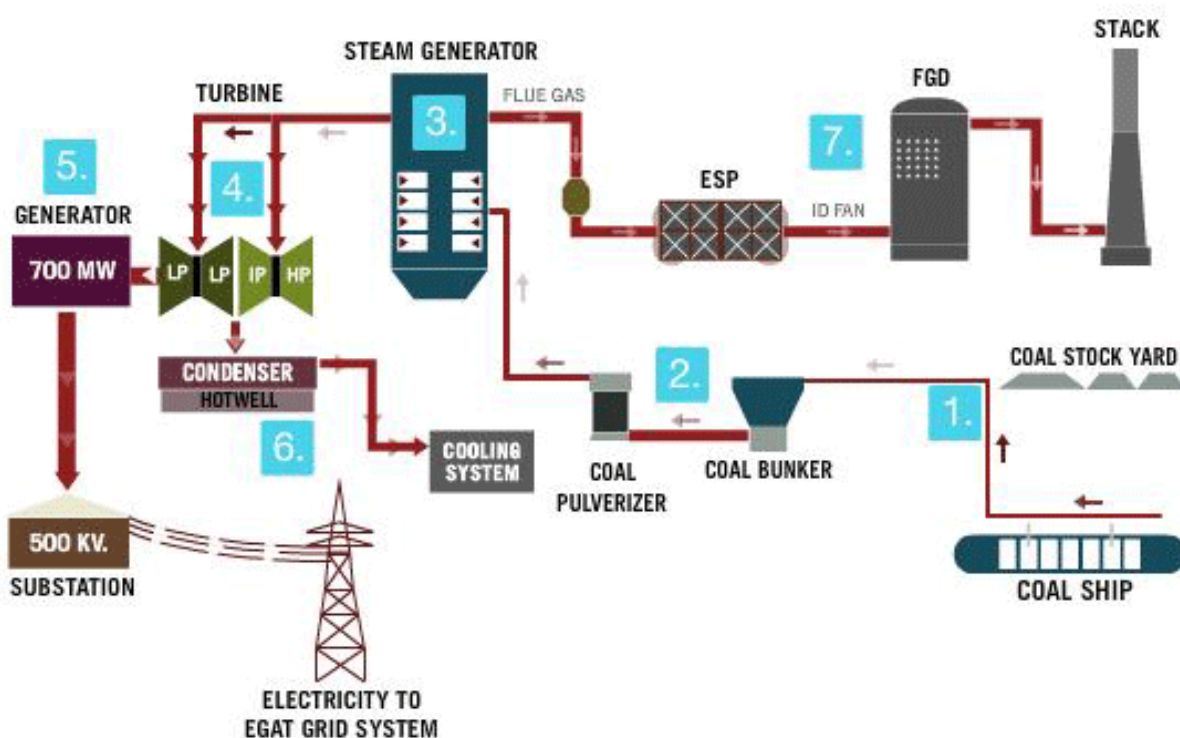 STACK
STEAM GENERATOR
FGD
TURBINE
FLUE GAS
3.
5.
7.
4.
ESP
GENERATOR
ID FAN
700 MW
LP
LP
IP
HP
COAL STOCK YARD
CONDENSER
2.
HOTWELL
1.
6.
COOLING
SYSTEM
COAL
PULVERIZER
COAL BUNKER
500 KV.
SUBSTATION
COAL SHIP
ELECTRICITY TO
EGAT GRID SYSTEM